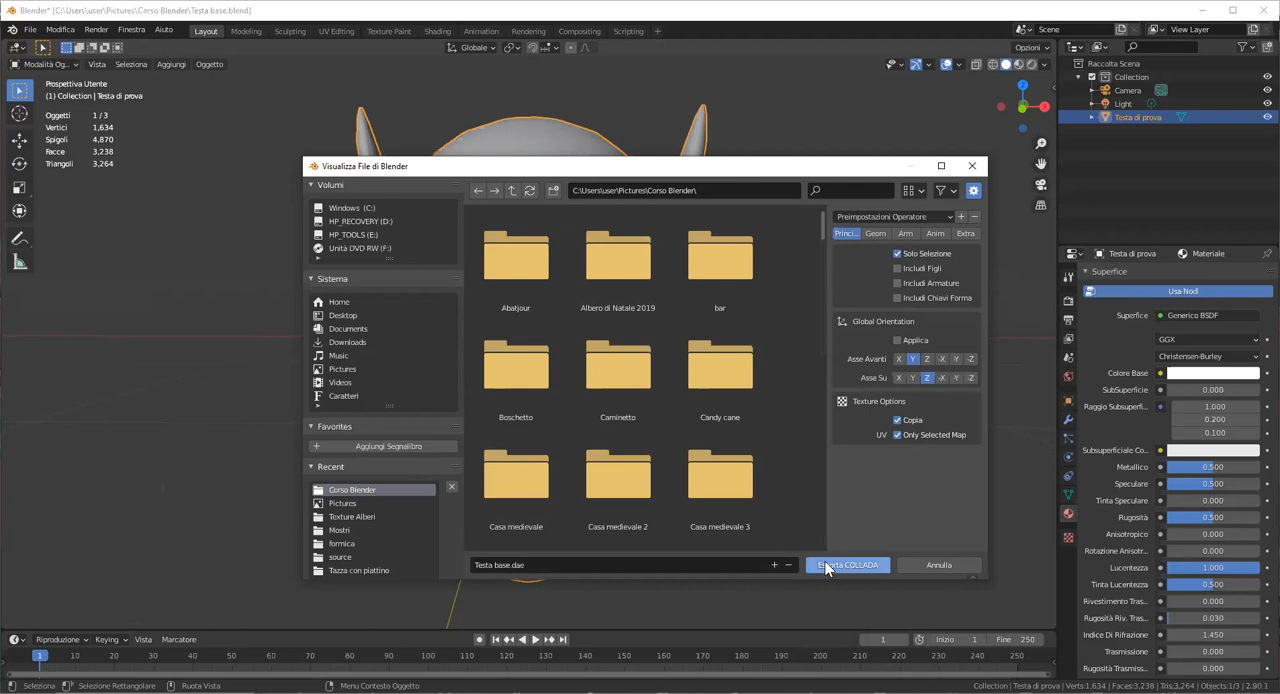 Blender* [C:\Users\user\Pictures\Corso Blender\Testa base.blend]
File Modifica Render Finestra Aiuto Layout Modeling Sculpting UV Editing Texture Paint Shading Animation Rendering Compositing Scripting + Scene View Layer
Globale Opzioni
Modalità Og... Vista Seleziona Aggiungi Oggetto
Prospettiva Utente
(1) Collection | Testa di prova
Oggetti 1 / 3
Vertici 1,634
Spigoli 4,870
Facce 3,238
Triangoli 3,264
Z
X
Raccolta Scena
Collection
Camera
Light
Testa di prova
Visualizza File di Blender
Volumi
Windows (C:)
HP_RECOVERY (D:)
HP_TOOLS (E:)
Unità DVD RW (F:)
Sistema
Home
Desktop
Documents
Downloads
Music
Pictures
Videos
Caratteri
Favorites
Aggiungi Segnalibro
Recent
Corso Blender
Pictures
Texture Alberi
Mostri
formica
source
Tazza con piattino
C:\Users\user\Pictures\Corso Blender\
Abatjour Albero di Natale 2019 bar
Boschetto Caminetto Candy cane
Casa medievale Casa medievale 2 Casa medievale 3
Testa base.dae
COLLADA
Annulla
Preimpostazioni Operatore
Princi... Geom Arm Anim Extra
Solo Selezione
Includi Figli
Includi Armature
Includi Chiavi Forma
Global Orientation
Applica
Asse Avanti X Y Z -X -Y -Z
Asse Su X Y Z -X -Y -Z
Texture Options
Copia
UV Only Selected Map
Testa di prova Materiale
Superficie
Usa Nodi
Superficie Generico BSDF
GGX
Christensen-Burley
Colore Base
SubSuperficie 0.000
Raggio Subsuperfi... 1.000
0.200
0.100
Subsuperficiale Co...
Metallico 0.500
Speculare 0.500
Tinta Speculare 0.000
Rugosità 0.500
Anisotropico 0.000
Rotazione Anisotr... 0.000
Lucentezza 1.000
Tinta Lucentezza 0.500
Rivestimento Tras... 0.000
Rugosità Riv. Tras... 0.030
Indice Di Rifrazione 1.450
Trasmissione 0.000
Rugosità Trasmiss... 0.000
Riproduzione Keying Vista Marcatore 1 Inizio 1 Fine 250
1 10 20 30 40 50 60 70 80 90 100 110 120 130 140 150 160 170 180 190 200 210 220 230 240 250
Seleziona Selezione Rettangolare Ruota Vista Menu Contesto Oggetto Collection | Testa di prova | Verts:1,634 | Faces:3,238 | Tris:3,264 | Objects:1/3 | 2.90.1